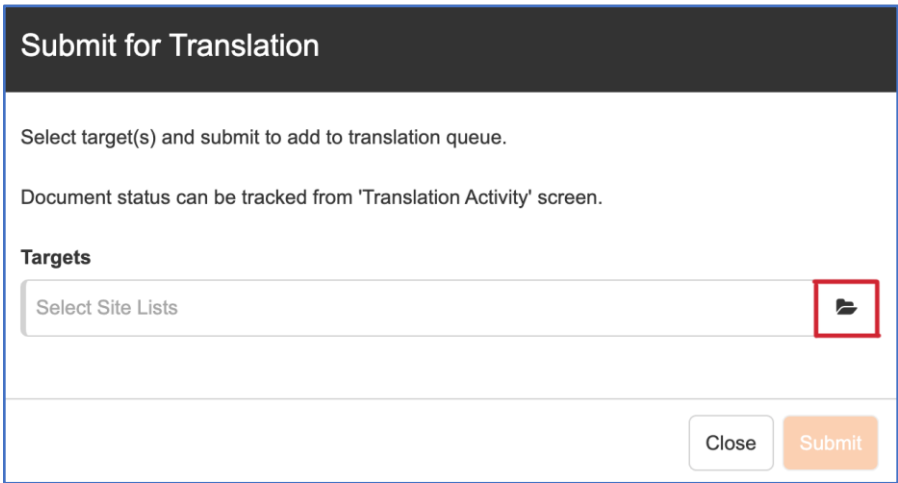 Submit for Translation
Select target(s) and submit to add to translation queue.
Document status can be tracked from 'Translation Activity' screen.
Targets
Select Site Lists
Close Submit